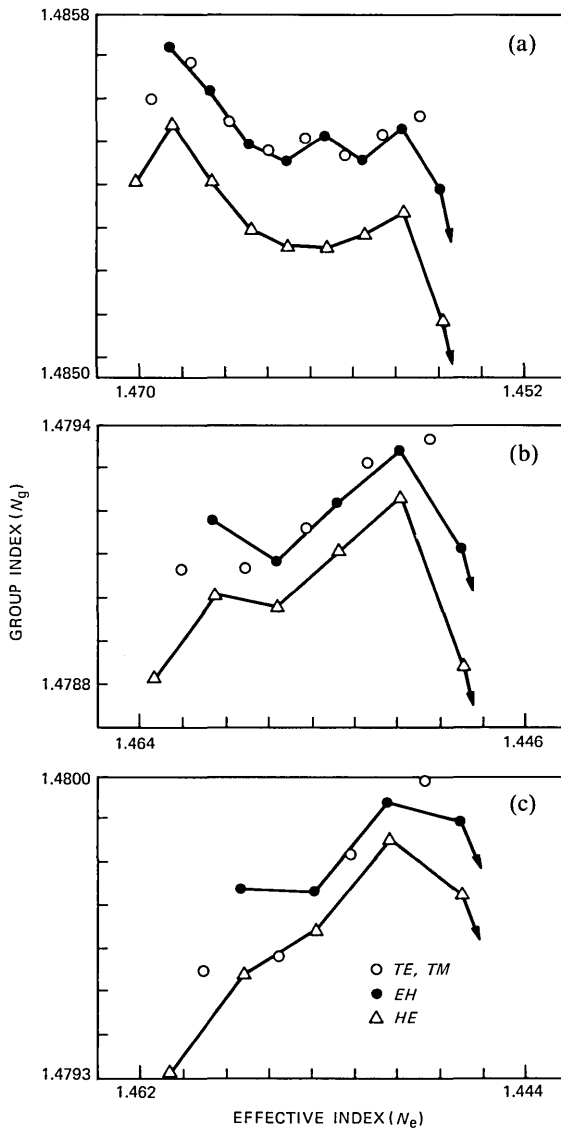 1.4858
(a)
1.4850
1.470
1.452
1.4794
(b)
GROUP INDEX (Ng)
1.4788
1.464
1.446
1.4800
(c)
TE, TM
EH
HE
1.4793
1.462
1.444
EFFECTIVE INDEX (Ne)